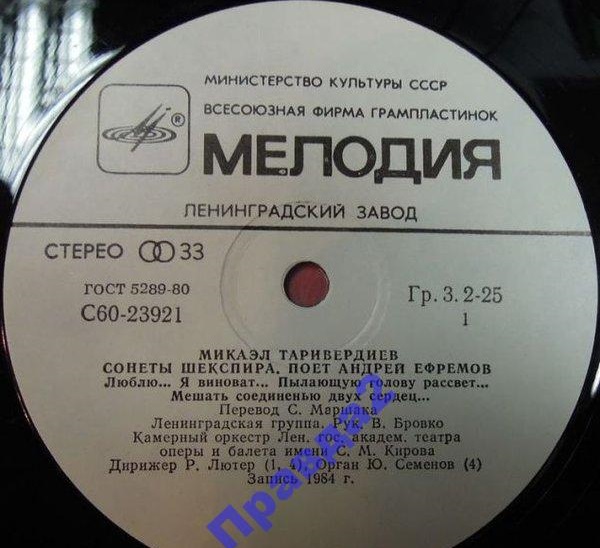 МИНИСТЕРСТВО КУЛЬТУРЫ СССР
ВСЕСОЮЗНАЯ ФИРМА ГРАМПЛАСТИНОК
®
МЕЛОДИЯ
ЛЕНИНГРАДСКИЙ ЗАВОД
СТЕРЕО 33
ГОСТ 5289-80
С60-23921
Гр. 3. 2-25
1
МИКАЭЛ ТАРИВЕРДИЕВ
СОНЕТЫ ШЕКСПИРА. ПОЕТ АНДРЕЙ ЕФРЕМОВ
Люблю... Я виноват... Пылающую голову рассвет...
Мешать соединенью двух сердец...
Перевод С. Маршака
Ленинградская группа. Рук. В. Бровко
Камерный оркестр Лен. гос. академ. театра
оперы и балета имени С. М. Кирова
Дирижер Р. Лютер (1, 4). Орган Ю. Семенов (4)
Запись 1984 г.
Правда2